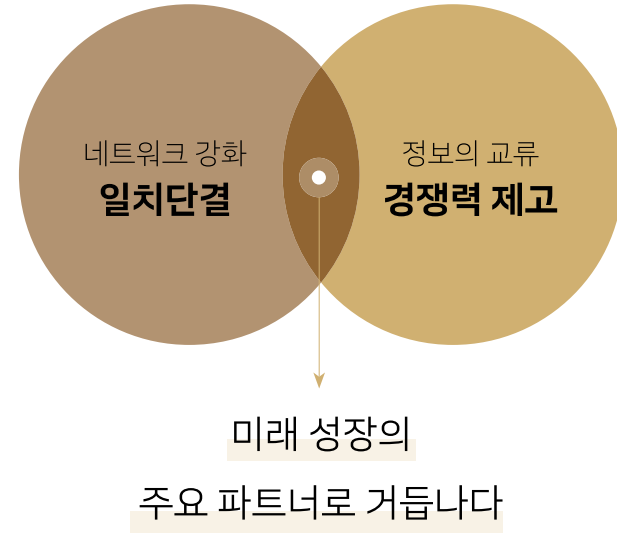 네트워크 강화
일치단결
정보의 교류
경쟁력 제고
미래 성장의
주요 파트너로 거듭나다